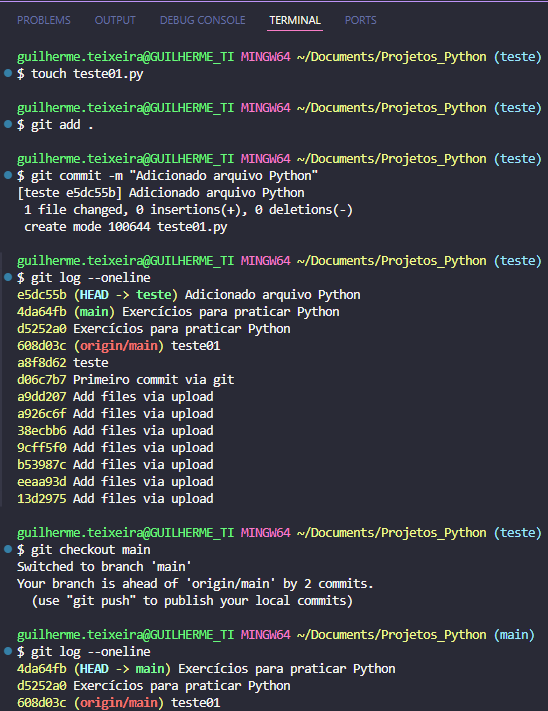 PROBLEMS OUTPUT DEBUG CONSOLE TERMINAL PORTS
guilherme.teixeira@GUILHERME_TI MINGW64 ~/Documents/Projetos_Python (teste)
$ touch teste01.py
guilherme.teixeira@GUILHERME_TI MINGW64 ~/Documents/Projetos_Python (teste)
$ git add .
guilherme.teixeira@GUILHERME_TI MINGW64 ~/Documents/Projetos_Python (teste)
$ git commit -m "Adicionado arquivo Python"
[teste e5dc55b] Adicionado arquivo Python
1 file changed, 0 insertions(+), 0 deletions(-)
create mode 100644 teste01.py
guilherme.teixeira@GUILHERME_TI MINGW64 ~/Documents/Projetos_Python (teste)
$ git log --oneline
e5dc55b (HEAD -> teste) Adicionado arquivo Python
4da64fb (main) Exercícios para praticar Python
d5252a0 Exercícios para praticar Python
608d03c (origin/main) teste01
a8f8d62 teste
d06c7b7 Primeiro commit via git
a9dd207 Add files via upload
a926c6f Add files via upload
38ecbb6 Add files via upload
9cff5f0 Add files via upload
b53987c Add files via upload
eeaa93d Add files via upload
13d2975 Add files via upload
guilherme.teixeira@GUILHERME_TI MINGW64 ~/Documents/Projetos_Python (teste)
$ git checkout main
Switched to branch 'main'
Your branch is ahead of 'origin/main' by 2 commits.
(use "git push" to publish your local commits)
guilherme.teixeira@GUILHERME_TI MINGW64 ~/Documents/Projetos_Python (main)
$ git log --oneline
4da64fb (HEAD -> main) Exercícios para praticar Python
d5252a0 Exercícios para praticar Python
608d03c (origin/main) teste01